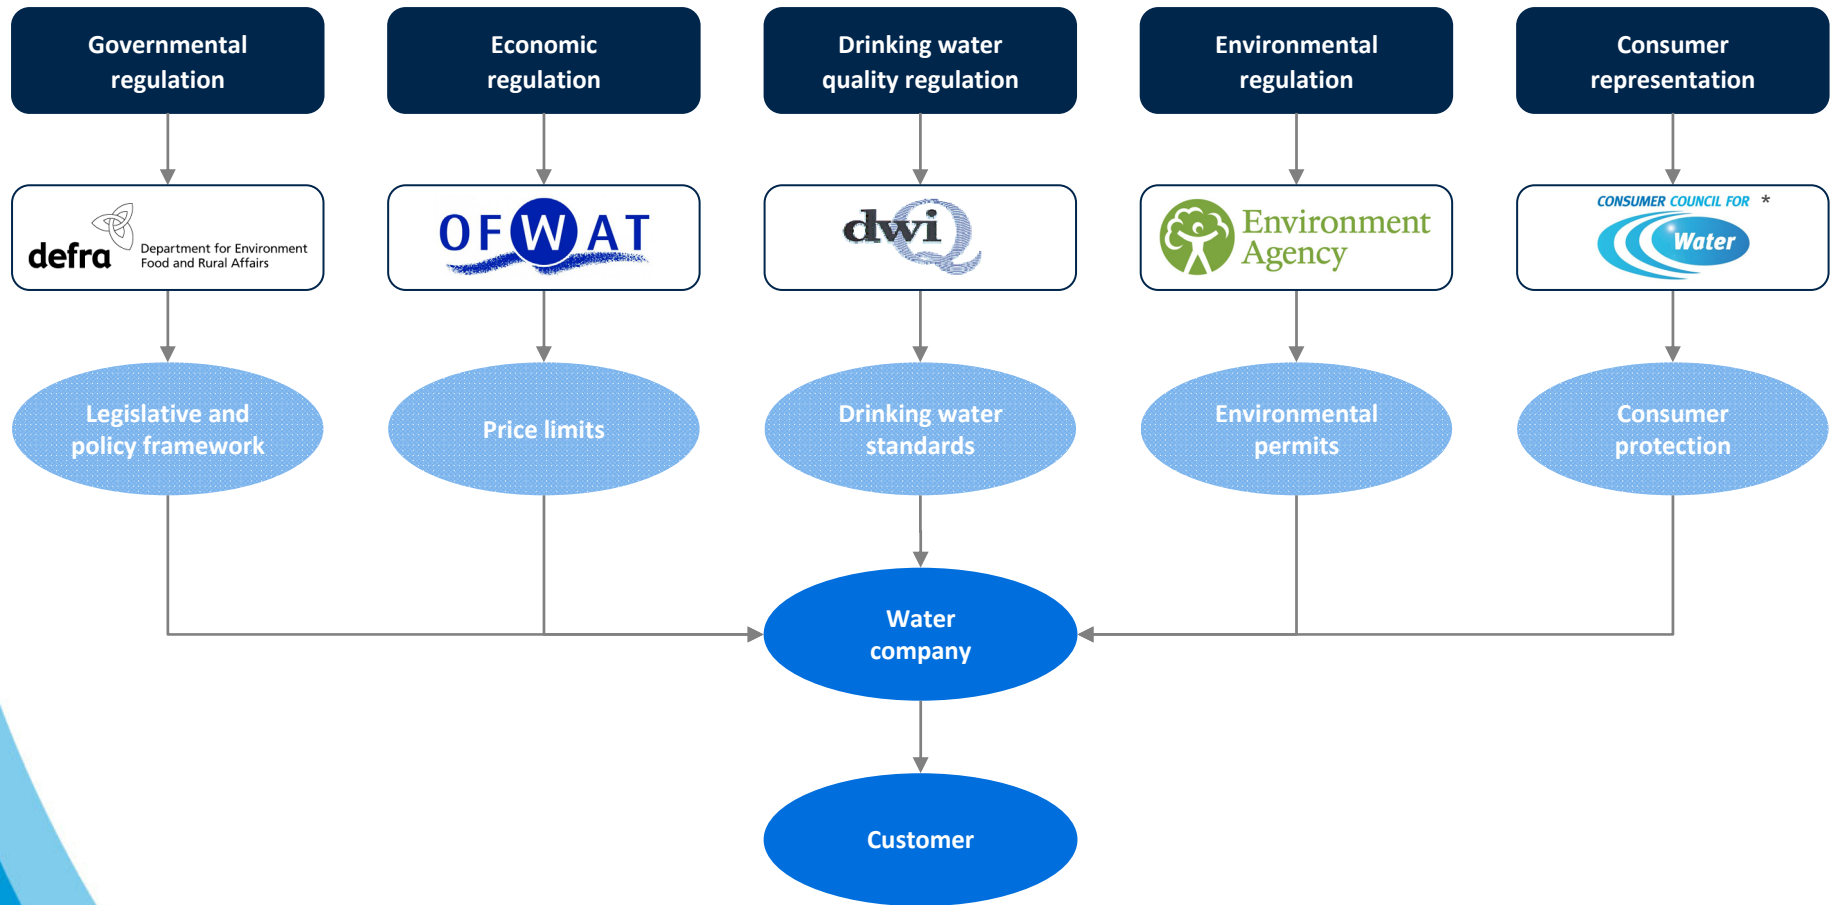 Governmental
regulation
Economic
regulation
Drinking water
quality regulation
Environmental
regulation
Consumer
representation
defra
Department for Environment
Food and Rural Affairs
OFWAT
dwi Q
Environment
Agency
CONSUMER COUNCIL FOR *
Water
Legislative and
policy framework
Price limits
Drinking water
standards
Environmental
permits
Consumer
protection
Water
company
Customer